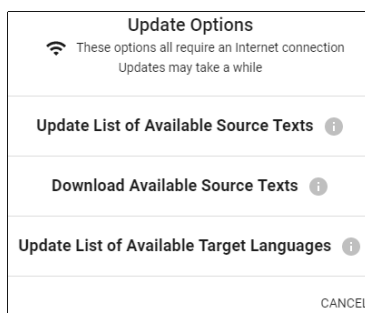 Update Options
These options all require an Internet connection
Updates may take a while
Update List of Available Source Texts
Download Available Source Texts
Update List of Available Target Languages
CANCEL